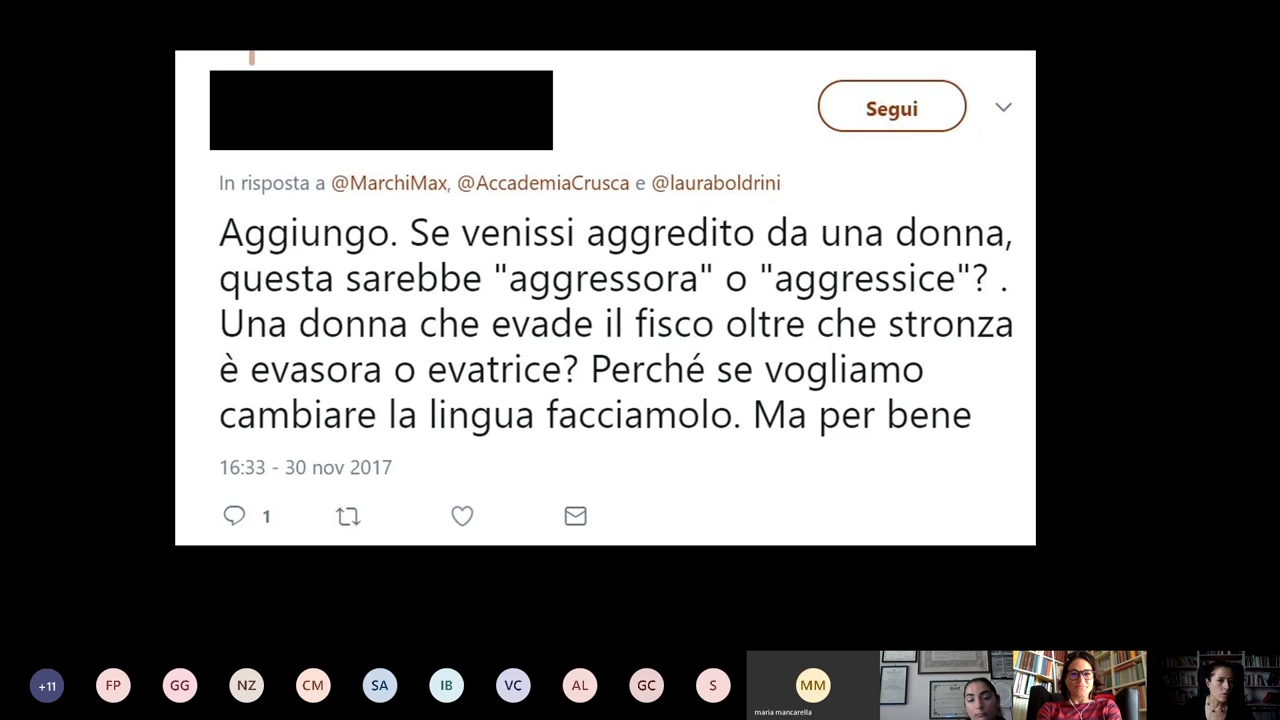 Segui
In risposta a @MarchiMax, @AccademiaCrusca e @lauraboldrini
Aggiungo. Se venissi aggredito da una donna,
questa sarebbe "aggressora" o "aggressice"? .
Una donna che evade il fisco oltre che stronza
è evasora o evatrice? Perché se vogliamo
cambiare la lingua facciamolo. Ma per bene
16:33 - 30 nov 2017
1
+11 FP GG NZ CM SA IB VC AL GC S MM
maria mancarella